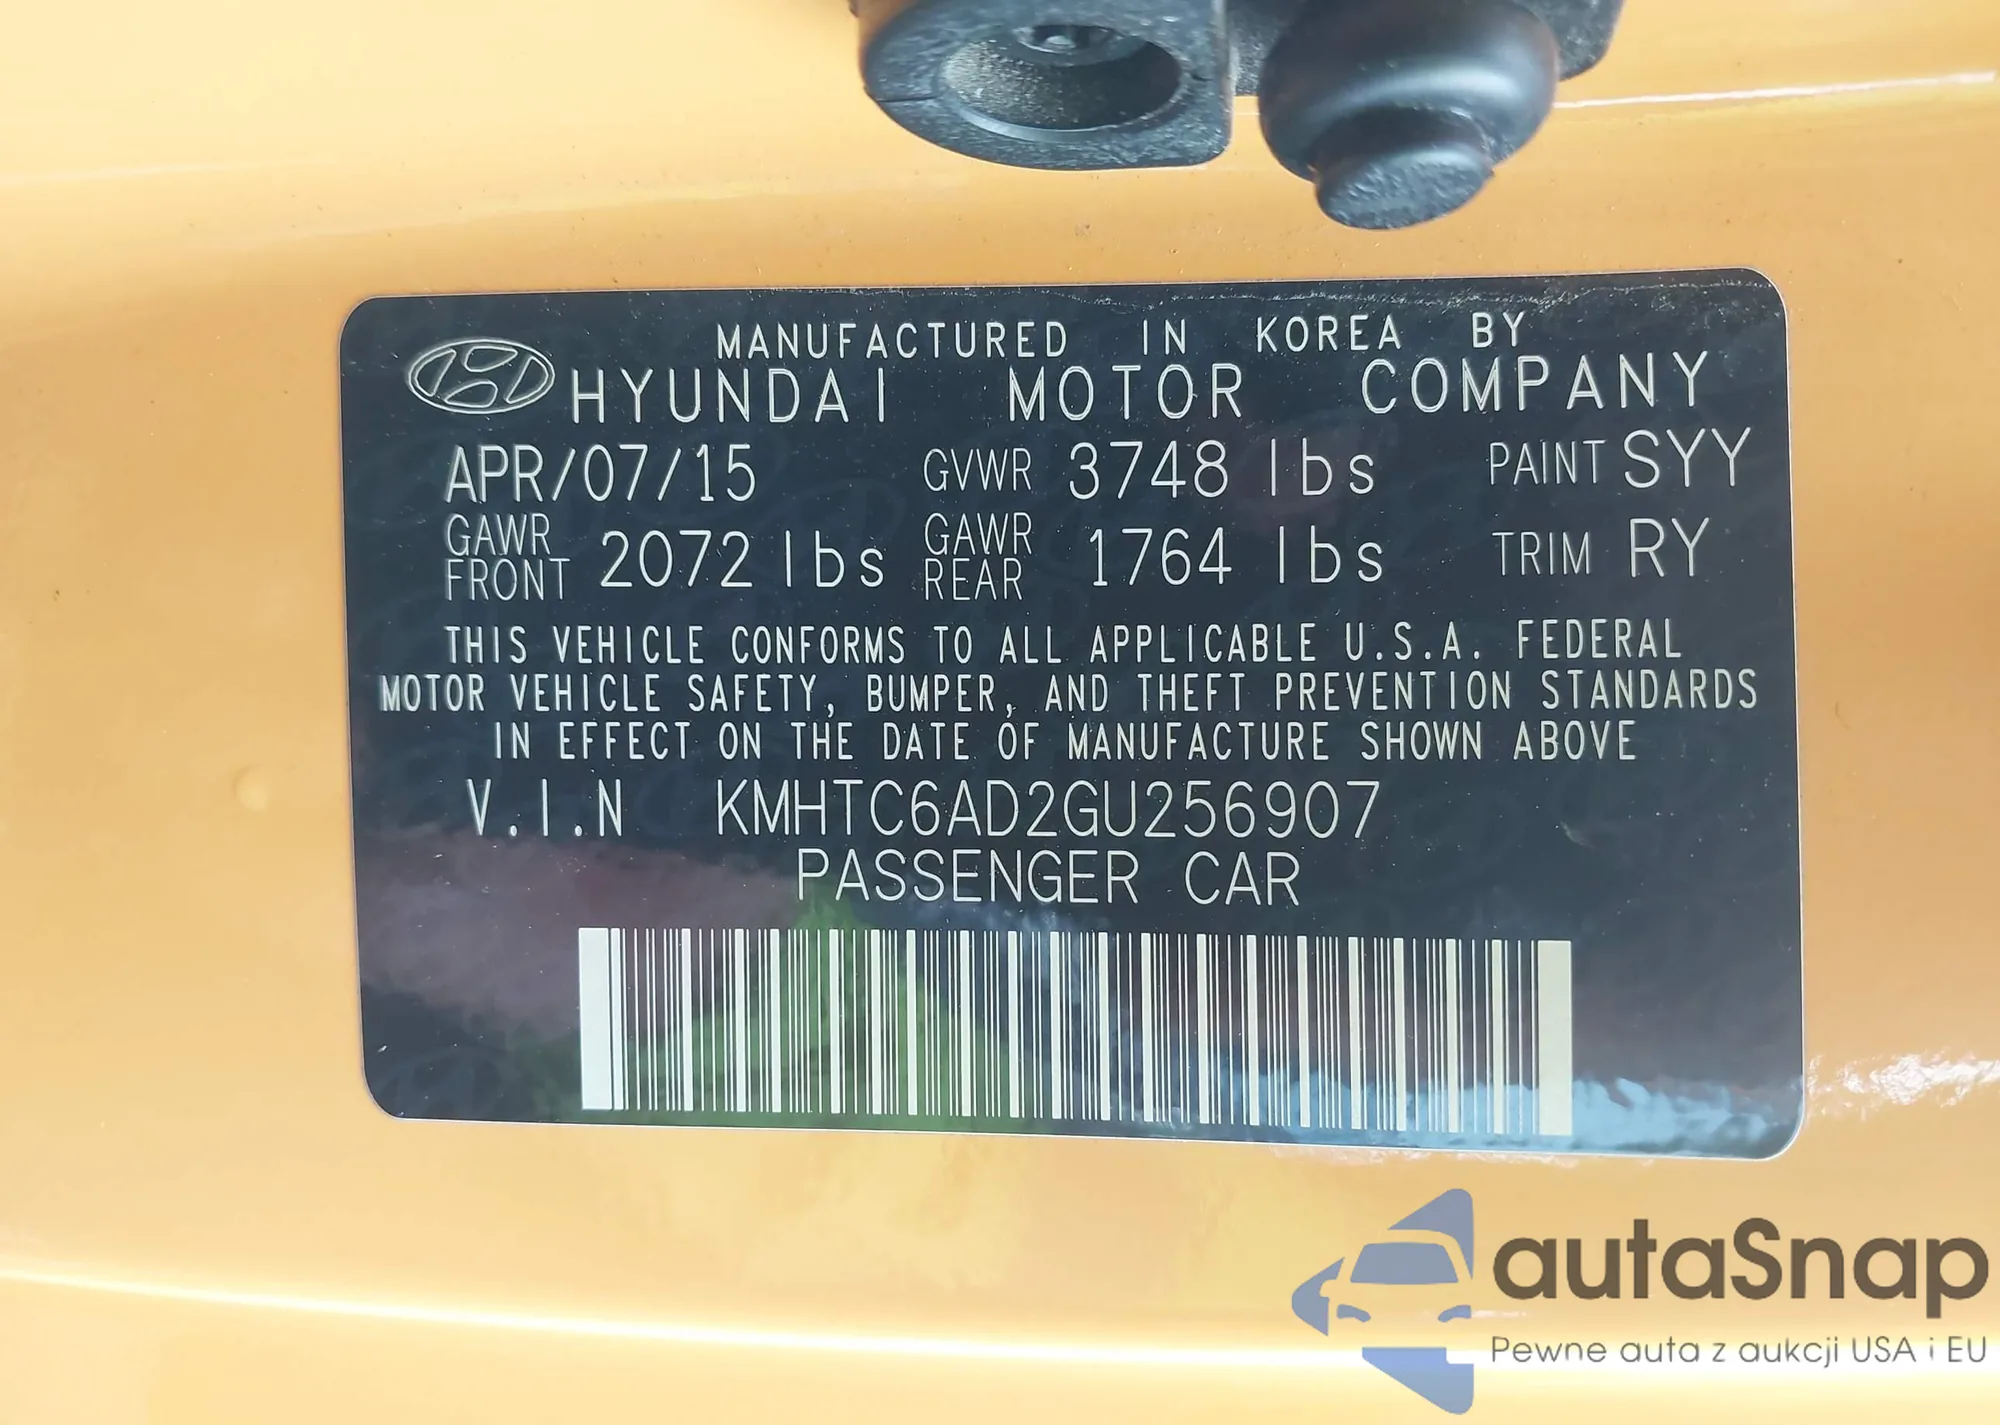 MANUFACTURED IN KOREA BY
HYUNDAI MOTOR COMPANY
APR/07/15 GVWR 3748 lbs PAINT SYY
GAWR FRONT 2072 lbs GAWR REAR 1764 lbs TRIM RY
THIS VEHICLE CONFORMS TO ALL APPLICABLE U.S.A. FEDERAL
MOTOR VEHICLE SAFETY, BUMPER, AND THEFT PREVENTION STANDARDS
IN EFFECT ON THE DATE OF MANUFACTURE SHOWN ABOVE
V.I.N KMHTC6AD2GU256907
PASSENGER CAR
autaSnap
Pewne auta z aukcji USA i EU